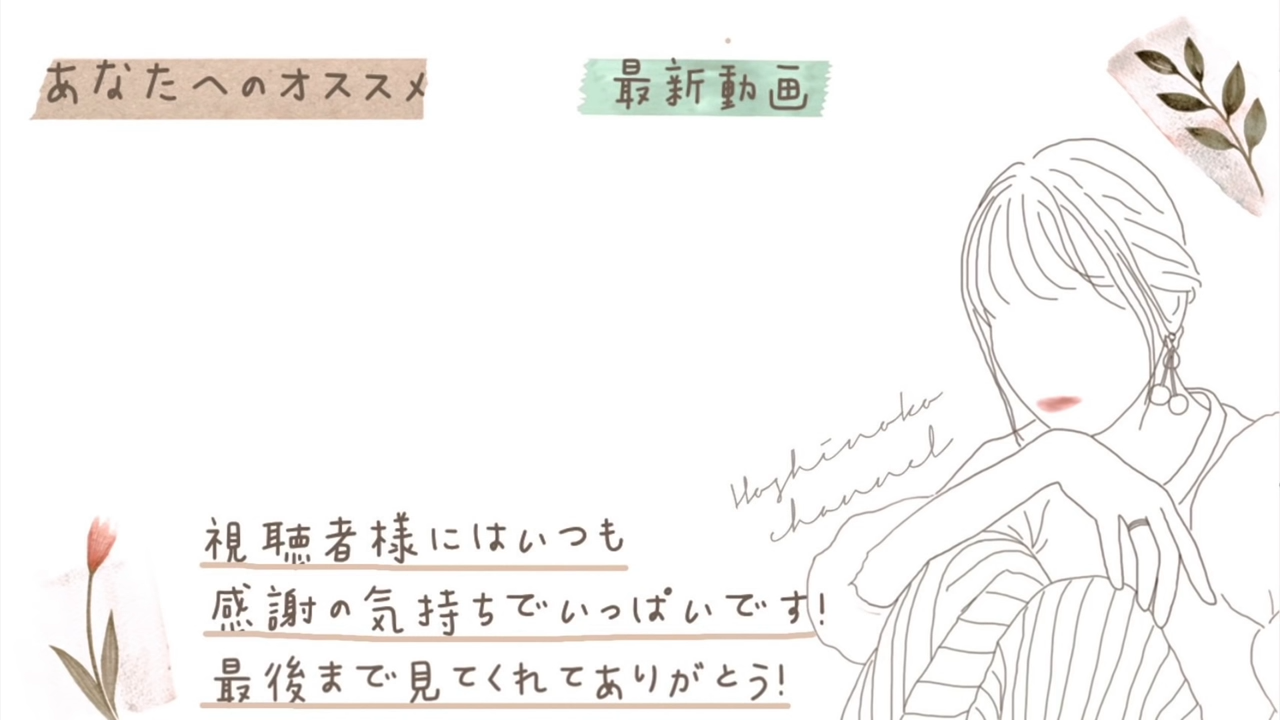 あなたへのオススメ
最新動画
Hoshinoko
channel
視聴者様にはいつも
感謝の気持ちでいっぱいです!
最後まで見てくれてありがとう!